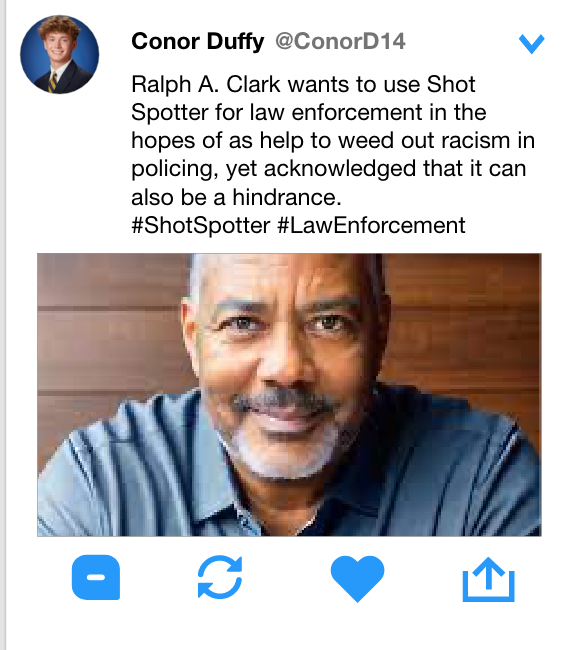 Conor Duffy @ConorD14
Ralph A. Clark wants to use Shot
Spotter for law enforcement in the
hopes of as help to weed out racism in
policing, yet acknowledged that it can
also be a hindrance.
#ShotSpotter #LawEnforcement